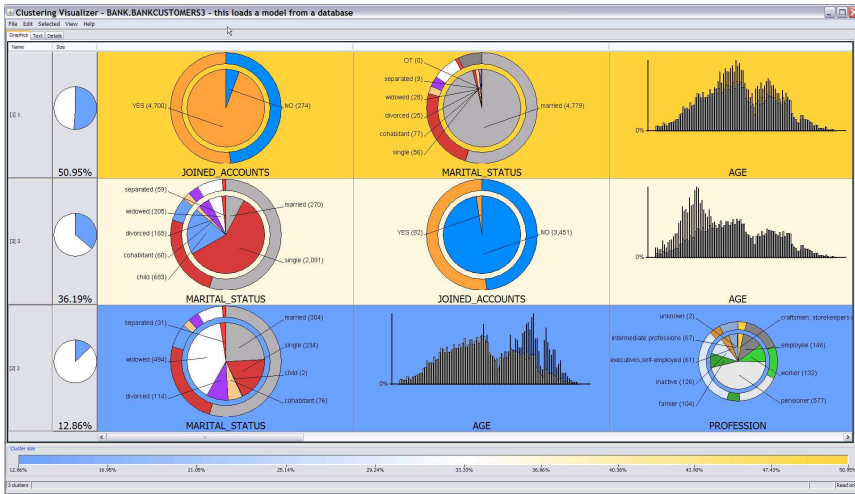 Clustering Visualizer - BANK.BANKCUSTOMERS3 - this loads a model from a database
File Edit Selected View Help
Graphics Text Details
Name Size
[1] 1
50.95%
YES (4,700)
NO (274)
JOINED_ACCOUNTS
OT (0)
separated (9)
widowed (28)
divorced (25)
cohabitant (77)
single (56)
married (4,779)
MARITAL_STATUS
0%
AGE
[3] 3
36.19%
separated (59)
widowed (205)
divorced (168)
cohabitant (60)
child (683)
married (270)
single (2,091)
MARITAL_STATUS
YES (82)
NO (3,451)
JOINED_ACCOUNTS
0%
AGE
[2] 2
12.86%
separated (31)
widowed (494)
divorced (114)
married (304)
single (234)
child (2)
cohabitant (76)
MARITAL_STATUS
0%
AGE
unknown (2)
intermediate professions (67)
executives,self-employed (61)
inactive (126)
farmer (104)
craftsmen, storekeepers
employee (146)
worker (132)
pensioner (577)
PROFESSION
Cluster size
12.86% 16.95% 21.05% 25.14% 29.24% 33.33% 36.86% 40.38% 43.90% 47.43% 50.95%
3 clusters
Read on